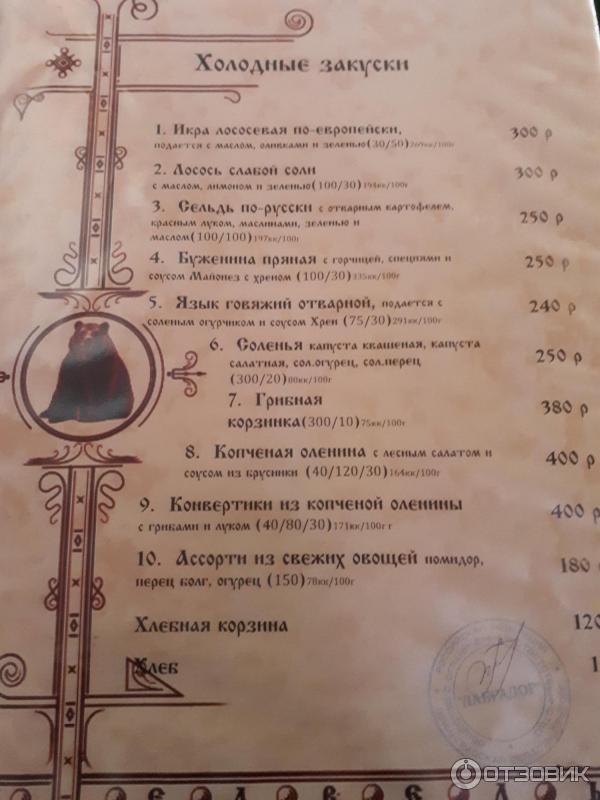 Холодные закуски
1. Икра лососевая по-европейски, 300 р
подается с маслом, оливками и зеленью(30/50)
2. Лосось слабой соли 300 р
с маслом, лимоном и зеленью(100/30)194кк/100г
3. Сельдь по-русски с отварным картофелем, 250 р
красным луком, маслинами, зеленью и
маслом(100/100)197кк/100г
4. Буженина пряная с горчицей, специями и 250 р
соусом Майонез с хреном (100/30)335кк/100г
5. Язык говяжий отварной, подается с 240 р
соленым огурчиком и соусом Хрен (75/30)291кк/100г
6. Соленья капуста квашеная, капуста 250 р
салатная, сол.огурец, сол.перец
(300/20)80кк/100г
7. Грибная 380 р
корзинка(300/10)75кк/100г
8. Копченая оленина с лесным салатом и 400 р
соусом из брусники (40/120/30)164кк/100г
9. Конвертики из копченой оленины 400 р
с грибами и луком (40/80/30)171кк/100г г
10. Ассорти из свежих овощей помидор, 180
перец болг, огурец (150)78кк/100г
Хлебная корзина 120
Хлеб 1
"ЛАБРАДОР"
ОТЗОВИК